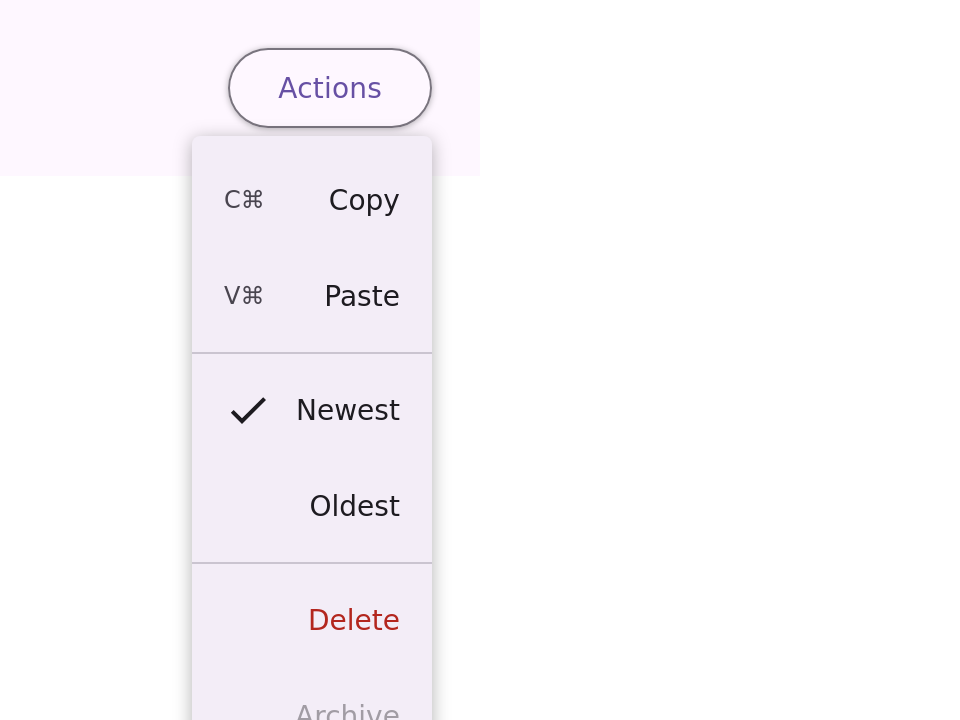 Actions
Copy C⌘
Paste V⌘
Newest
Oldest
Delete
Archive